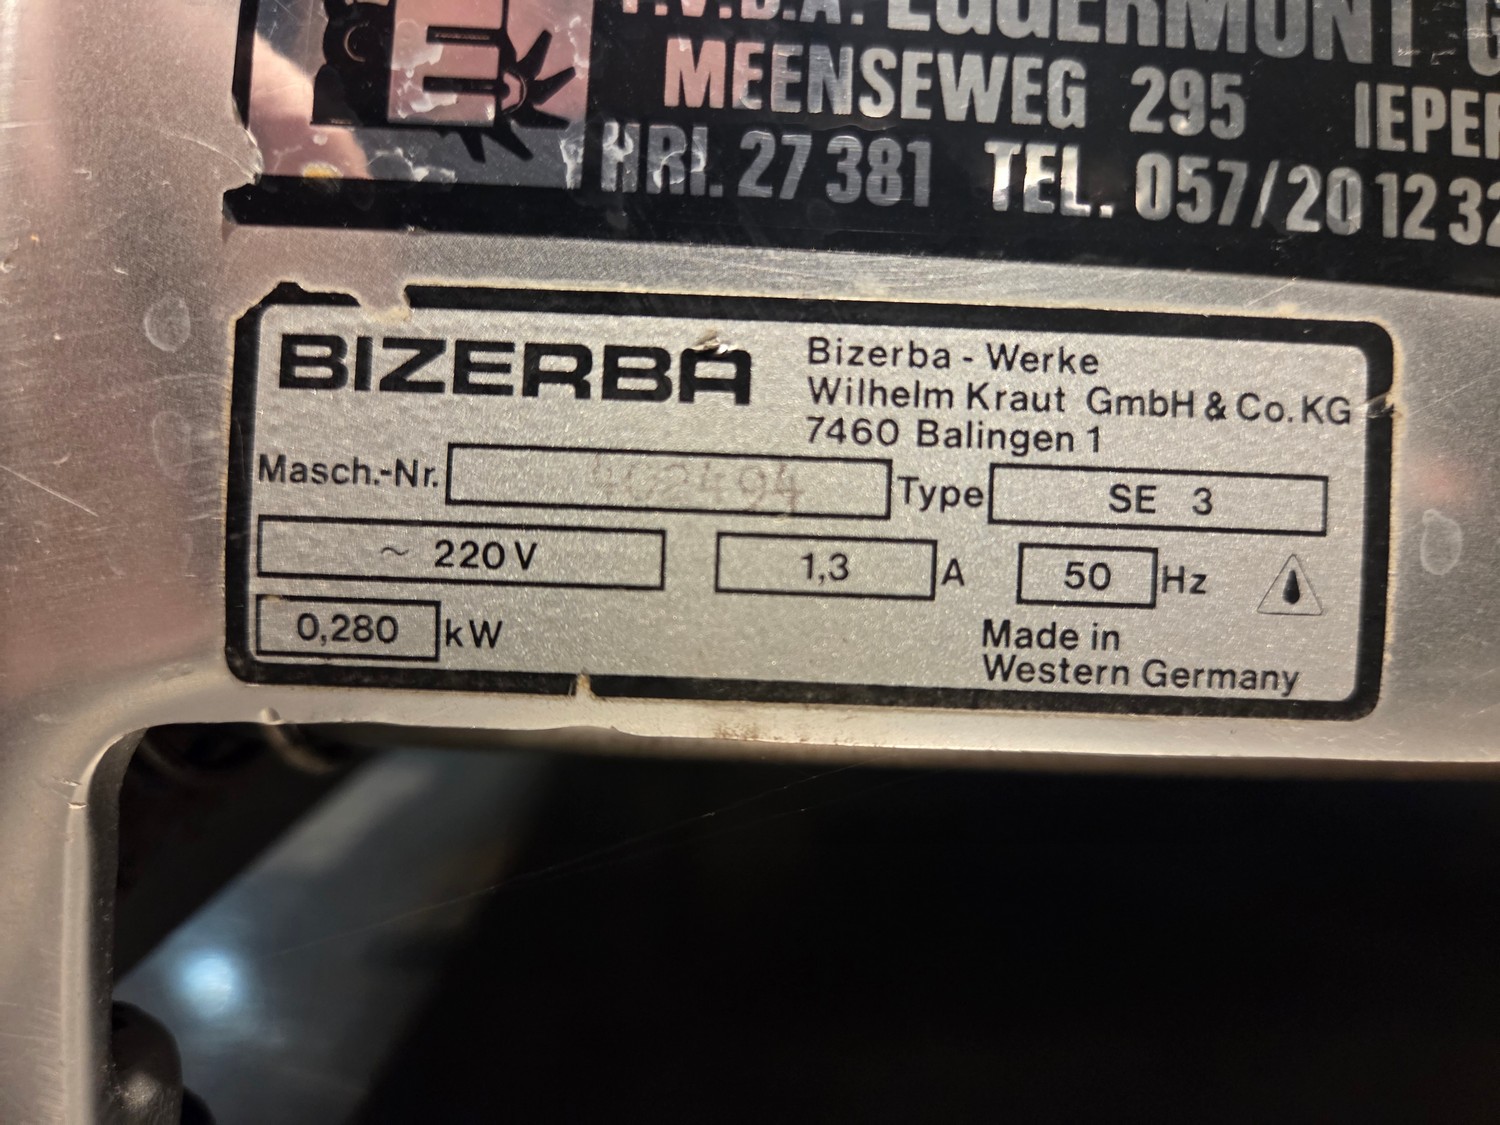 E
P.V.B.A. EGGERMONT G
MEENSEWEG 295 IEPER
HRI. 27 381 TEL. 057/20 12 32
BIZERBA
Bizerba - Werke
Wilhelm Kraut GmbH & Co. KG
7460 Balingen 1
Masch.-Nr. 402494 Type SE 3
~ 220 V 1,3 A 50 Hz
0,280 kW
Made in
Western Germany